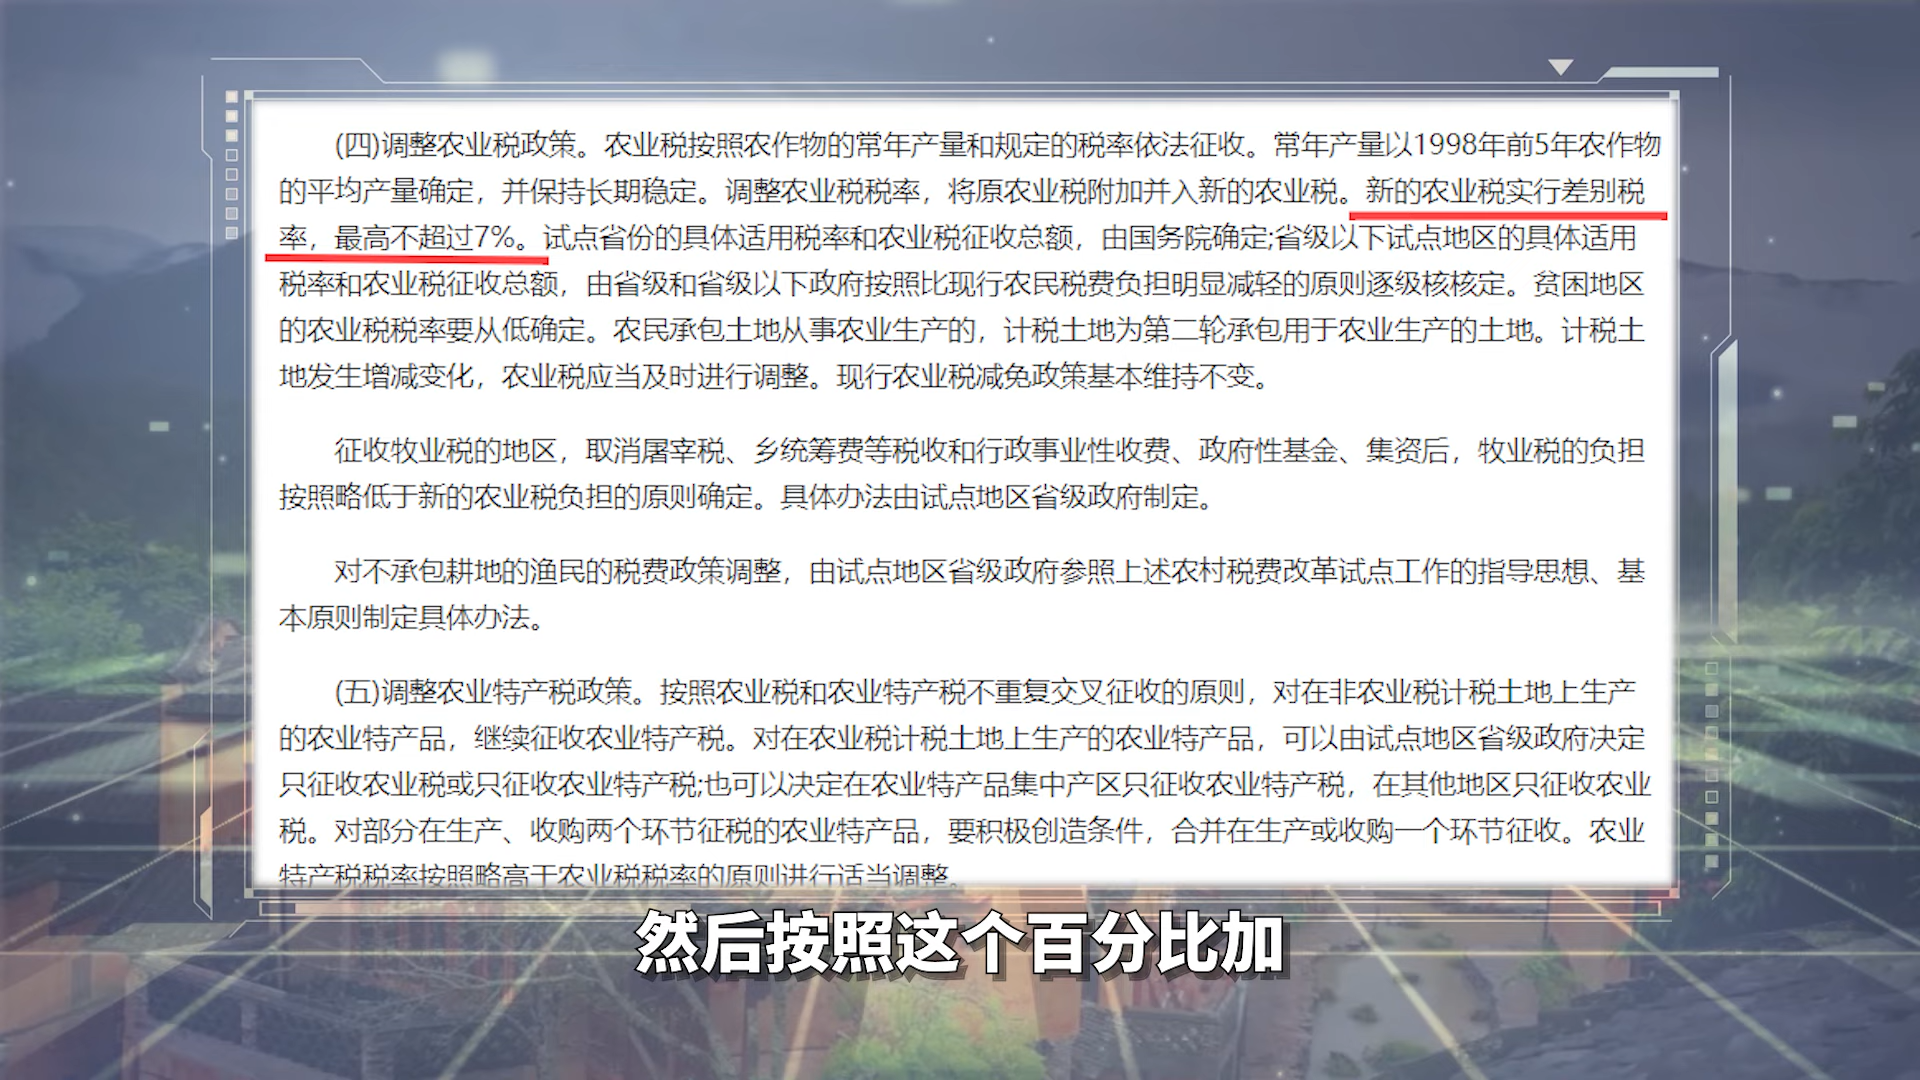 (四)调整农业税政策。农业税按照农作物的常年产量和规定的税率依法征收。常年产量以1998年前5年农作物
的平均产量确定，并保持长期稳定。调整农业税税率，将原农业税附加并入新的农业税。新的农业税实行差别税
率，最高不超过7%。试点省份的具体适用税率和农业税征收总额，由国务院确定;省级以下试点地区的具体适用
税率和农业税征收总额，由省级和省级以下政府按照比现行农民税费负担明显减轻的原则逐级核核定。贫困地区
的农业税税率要从低确定。农民承包土地从事农业生产的，计税土地为第二轮承包用于农业生产的土地。计税土
地发生增减变化，农业税应当及时进行调整。现行农业税减免政策基本维持不变。
征收牧业税的地区，取消屠宰税、乡统筹费等税收和行政事业性收费、政府性基金、集资后，牧业税的负担
按照略低于新的农业税负担的原则确定。具体办法由试点地区省级政府制定。
对不承包耕地的渔民的税费政策调整，由试点地区省级政府参照上述农村税费改革试点工作的指导思想、基
本原则制定具体办法。
(五)调整农业特产税政策。按照农业税和农业特产税不重复交叉征收的原则，对在非农业税计税土地上生产
的农业特产品，继续征收农业特产税。对在农业税计税土地上生产的农业特产品，可以由试点地区省级政府决定
只征收农业税或只征收农业特产税;也可以决定在农业特产品集中产区只征收农业特产税，在其他地区只征收农业
税。对部分在生产、收购两个环节征税的农业特产品，要积极创造条件，合并在生产或收购一个环节征收。农业
特产税税率按照略高于农业税税率的原则进行适当调整。
然后按照这个百分比加